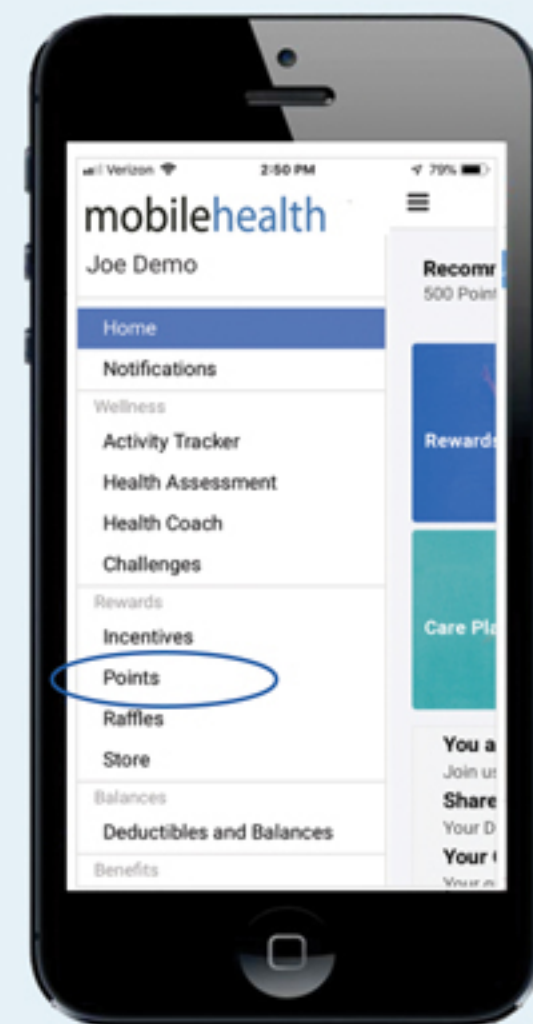 Verizon 2:50 PM 79%
mobilehealth
Joe Demo
Home
Notifications
Wellness
Activity Tracker
Health Assessment
Health Coach
Challenges
Rewards
Incentives
Points
Raffles
Store
Balances
Deductibles and Balances
Benefits
Recomr
500 Point
Rewards
Care Pla
You a
Join us
Share
Your D
Your